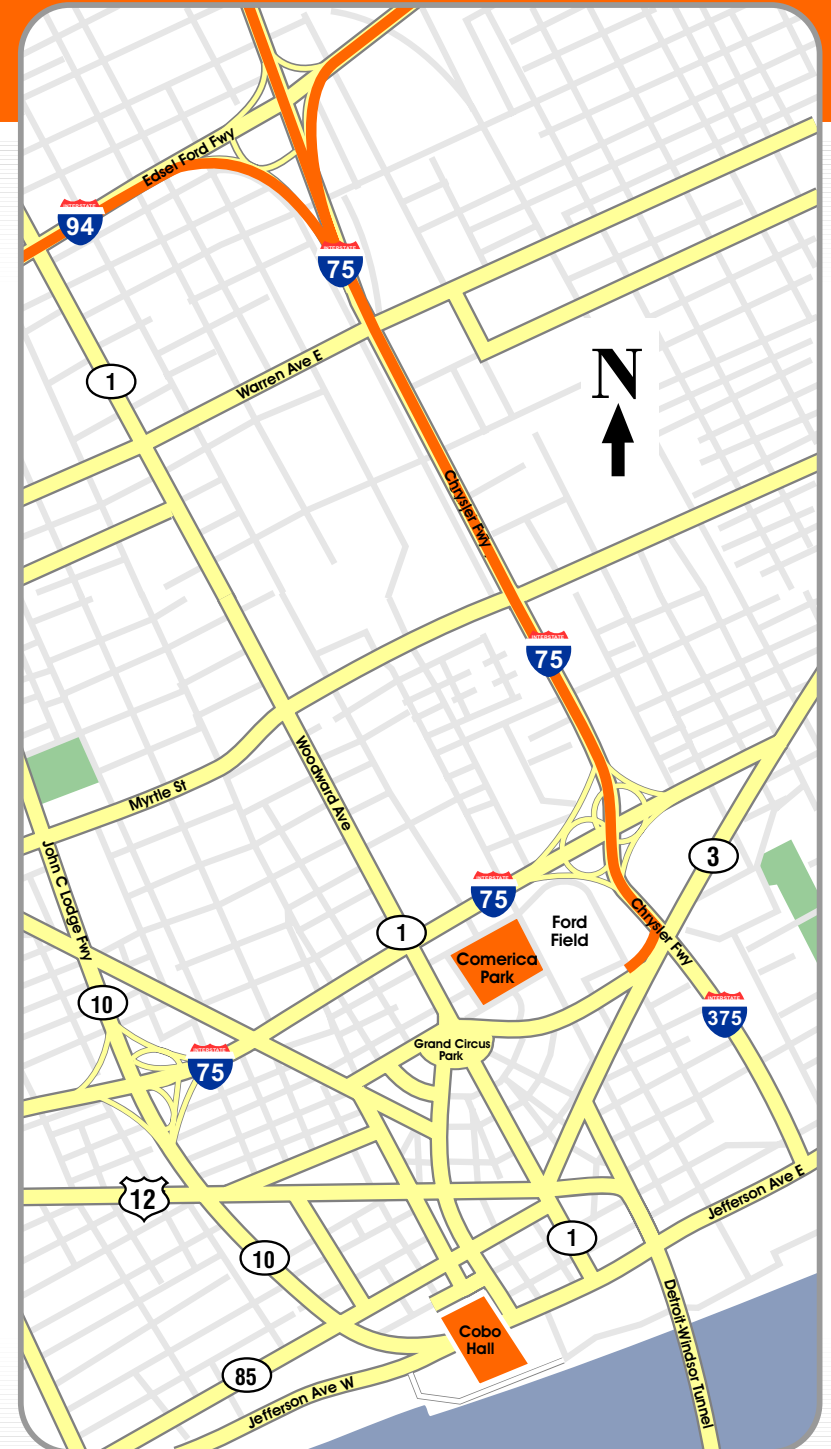 Edsel Ford Fwy
INTERSTATE
94
INTERSTATE
75
1
Warren Ave E
N
Chrysler Fwy
INTERSTATE
75
Woodward Ave
Myrtle St
John C Lodge Fwy
3
INTERSTATE
75
1
Ford
Field
Chrysler Fwy
Comerica
Park
10
INTERSTATE
375
Grand Circus
Park
INTERSTATE
75
12
Jefferson Ave E
1
10
Detroit-Windsor Tunnel
Cobo
Hall
85
Jefferson Ave W